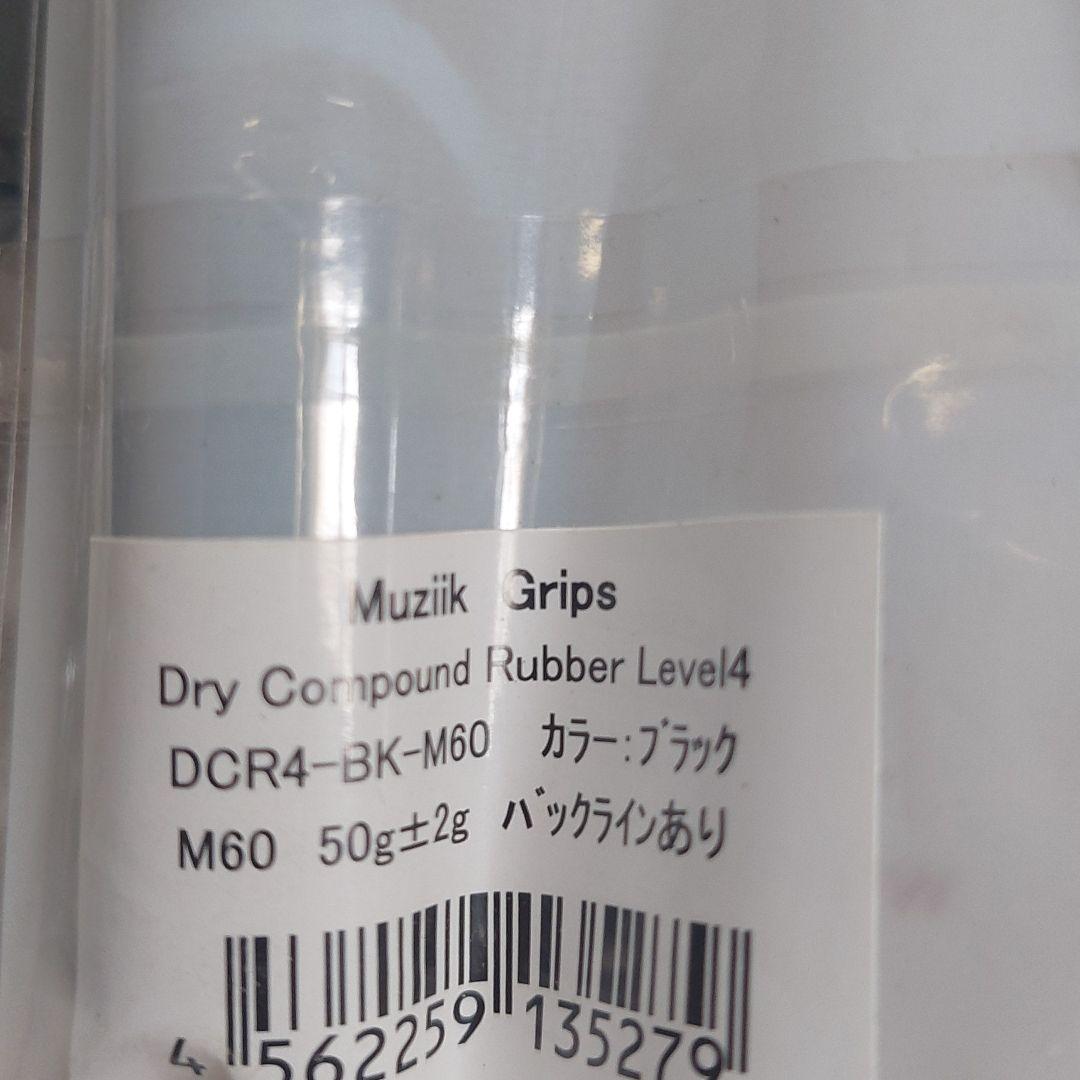 Muziik Grips
Dry Compound Rubber Level4
DCR4-BK-M60 カラー:ブラック
M60 50g±2g バックラインあり
4 562259 135279